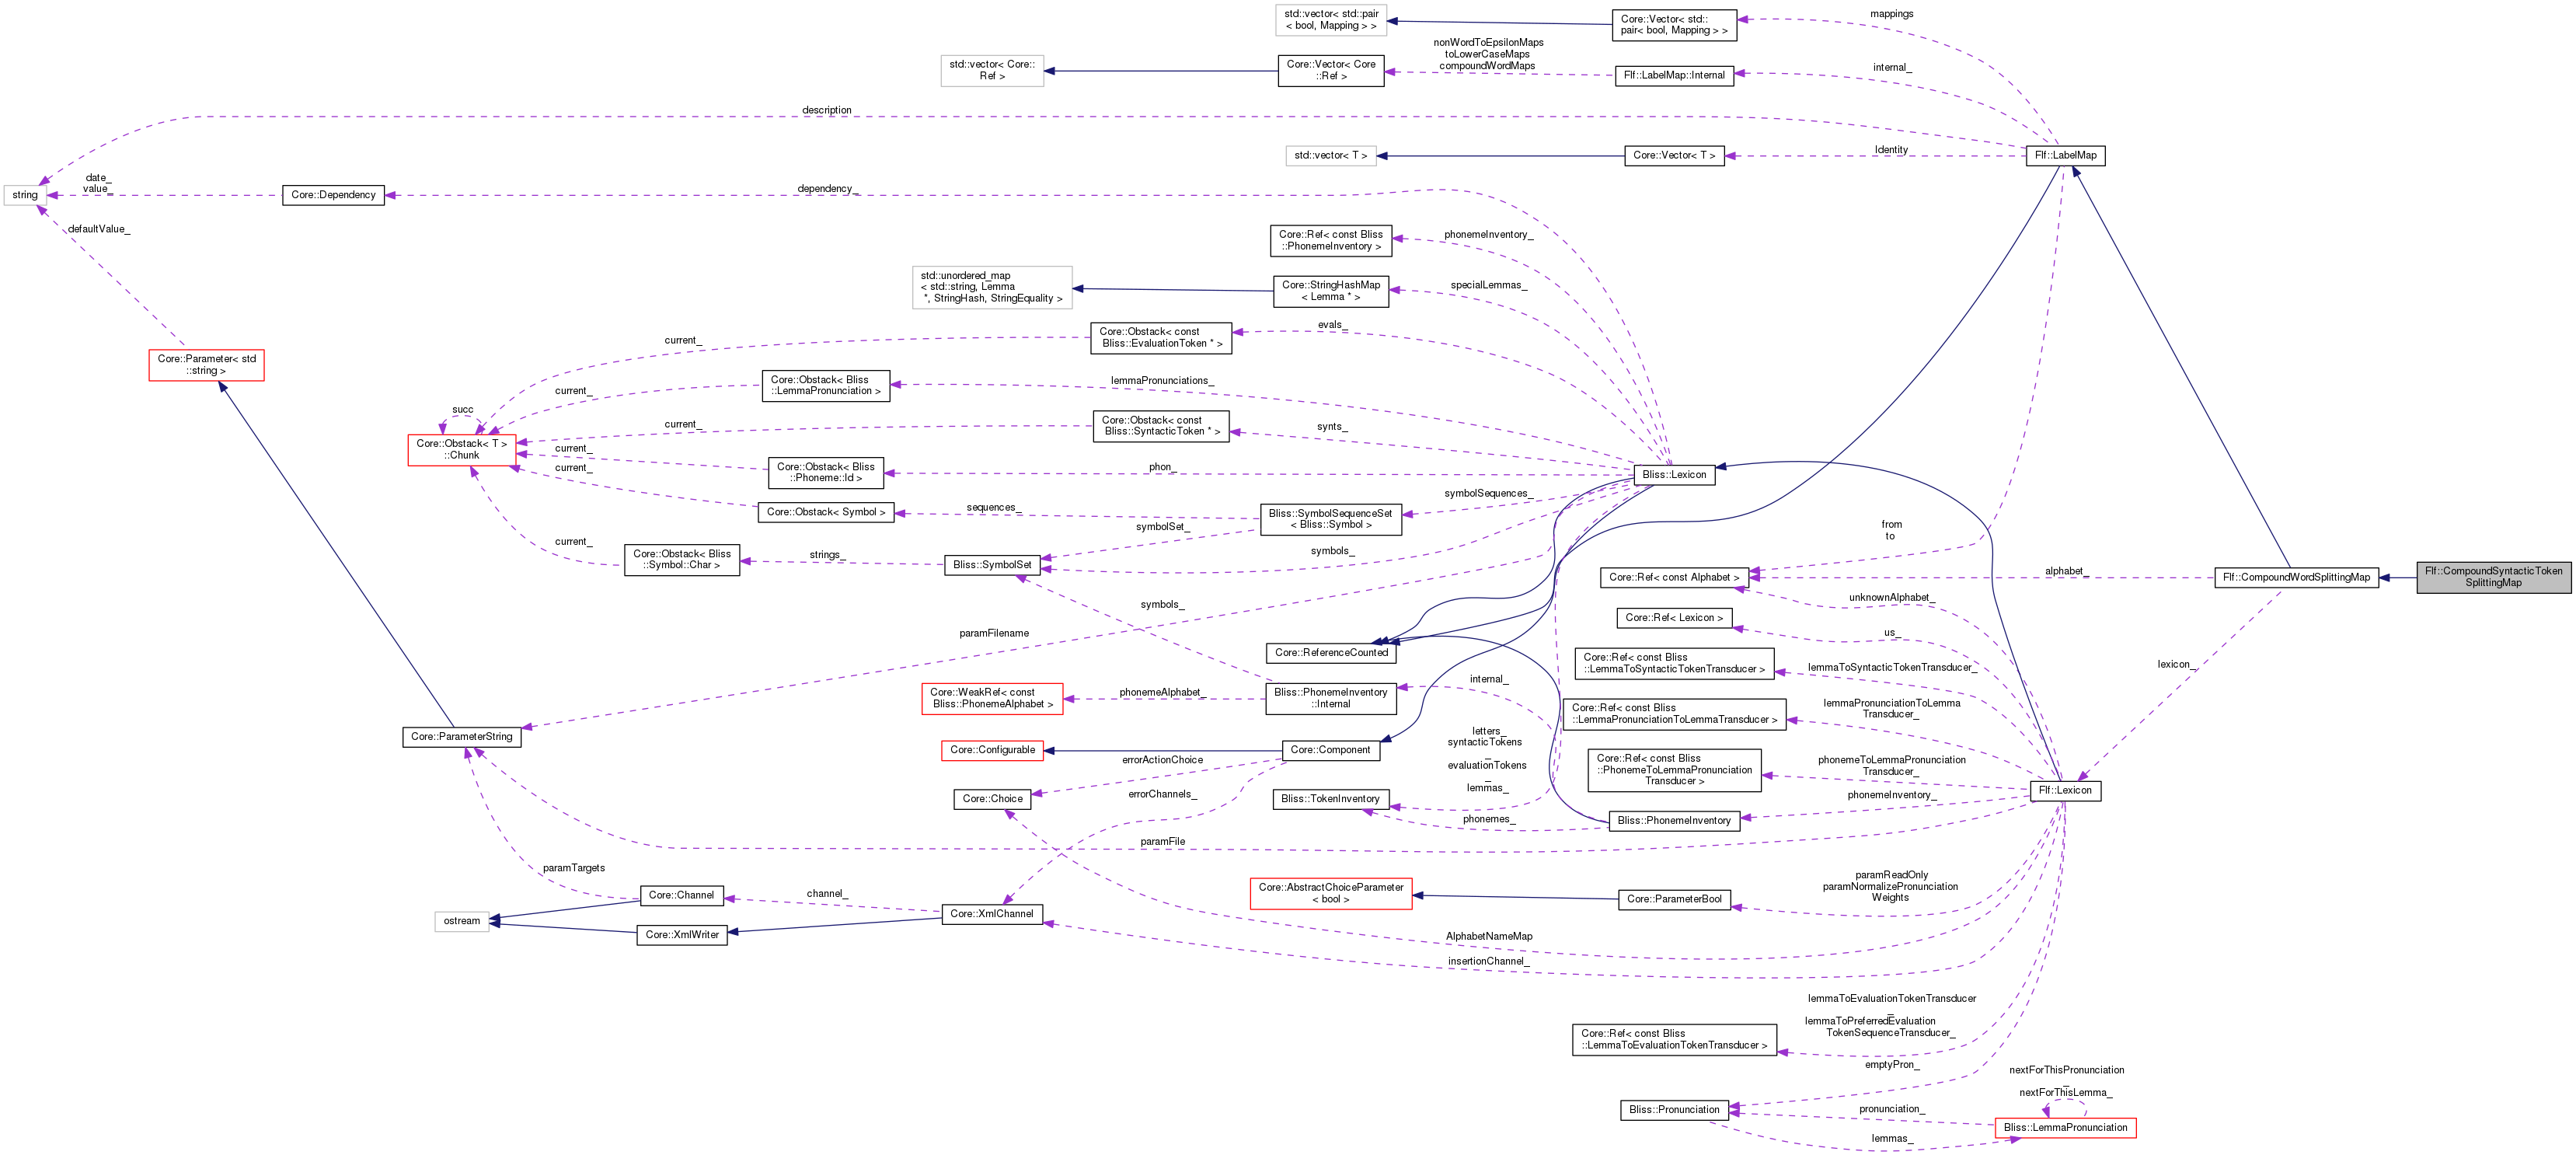 std::vector< std::pair
< bool, Mapping > >
Core::Vector< std::
pair< bool, Mapping > >
mappings
std::vector< Core::
Ref >
Core::Vector< Core
::Ref >
nonWordToEpsilonMaps
toLowerCaseMaps
compoundWordMaps
Flf::LabelMap::Internal
internal_
description
std::vector< T >
Core::Vector< T >
Identity
Flf::LabelMap
string
date_
value_
Core::Dependency
dependency_
defaultValue_
Core::Ref< const Bliss
::PhonemeInventory >
phonemeInventory_
std::unordered_map
< std::string, Lemma
*, StringHash, StringEquality >
Core::StringHashMap
< Lemma * >
specialLemmas_
Core::Obstack< const
Bliss::EvaluationToken * >
evals_
current_
Core::Parameter< std
::string >
Core::Obstack< Bliss
::LemmaPronunciation >
lemmaPronunciations_
current_
succ
Core::Obstack< T >
::Chunk
current_
Core::Obstack< const
Bliss::SyntacticToken * >
synts_
current_
Core::Obstack< Bliss
::Phoneme::Id >
phon_
Bliss::Lexicon
current_
Core::Obstack< Symbol >
sequences_
Bliss::SymbolSequenceSet
< Bliss::Symbol >
symbolSequences_
symbolSet_
current_
Core::Obstack< Bliss
::Symbol::Char >
strings_
Bliss::SymbolSet
symbols_
from
to
Core::Ref< const Alphabet >
alphabet_
Flf::CompoundWordSplittingMap
Flf::CompoundSyntacticToken
SplittingMap
unknownAlphabet_
symbols_
paramFilename
Core::Ref< Lexicon >
us_
Core::ReferenceCounted
Core::Ref< const Bliss
::LemmaToSyntacticTokenTransducer >
lemmaToSyntacticTokenTransducer_
lexicon_
Core::WeakRef< const
Bliss::PhonemeAlphabet >
phonemeAlphabet_
Bliss::PhonemeInventory
::Internal
internal_
Core::Ref< const Bliss
::LemmaPronunciationToLemmaTransducer >
lemmaPronunciationToLemma
Transducer_
Core::ParameterString
Core::Configurable
Core::Component
letters_
syntacticTokens
_
evaluationTokens
_
lemmas_
Core::Ref< const Bliss
::PhonemeToLemmaPronunciation
Transducer >
phonemeToLemmaPronunciation
Transducer_
errorActionChoice
errorChannels_
Core::Choice
Bliss::TokenInventory
phonemes_
Bliss::PhonemeInventory
phonemeInventory_
Flf::Lexicon
paramFile
paramTargets
Core::Channel
channel_
Core::XmlChannel
ostream
Core::XmlWriter
Core::AbstractChoiceParameter
< bool >
Core::ParameterBool
paramReadOnly
paramNormalizePronunciation
Weights
AlphabetNameMap
insertionChannel_
Core::Ref< const Bliss
::LemmaToEvaluationTokenTransducer >
lemmaToEvaluationTokenTransducer
_
lemmaToPreferredEvaluation
TokenSequenceTransducer_
emptyPron_
nextForThisPronunciation
_
nextForThisLemma_
Bliss::Pronunciation
pronunciation_
lemmas_
Bliss::LemmaPronunciation